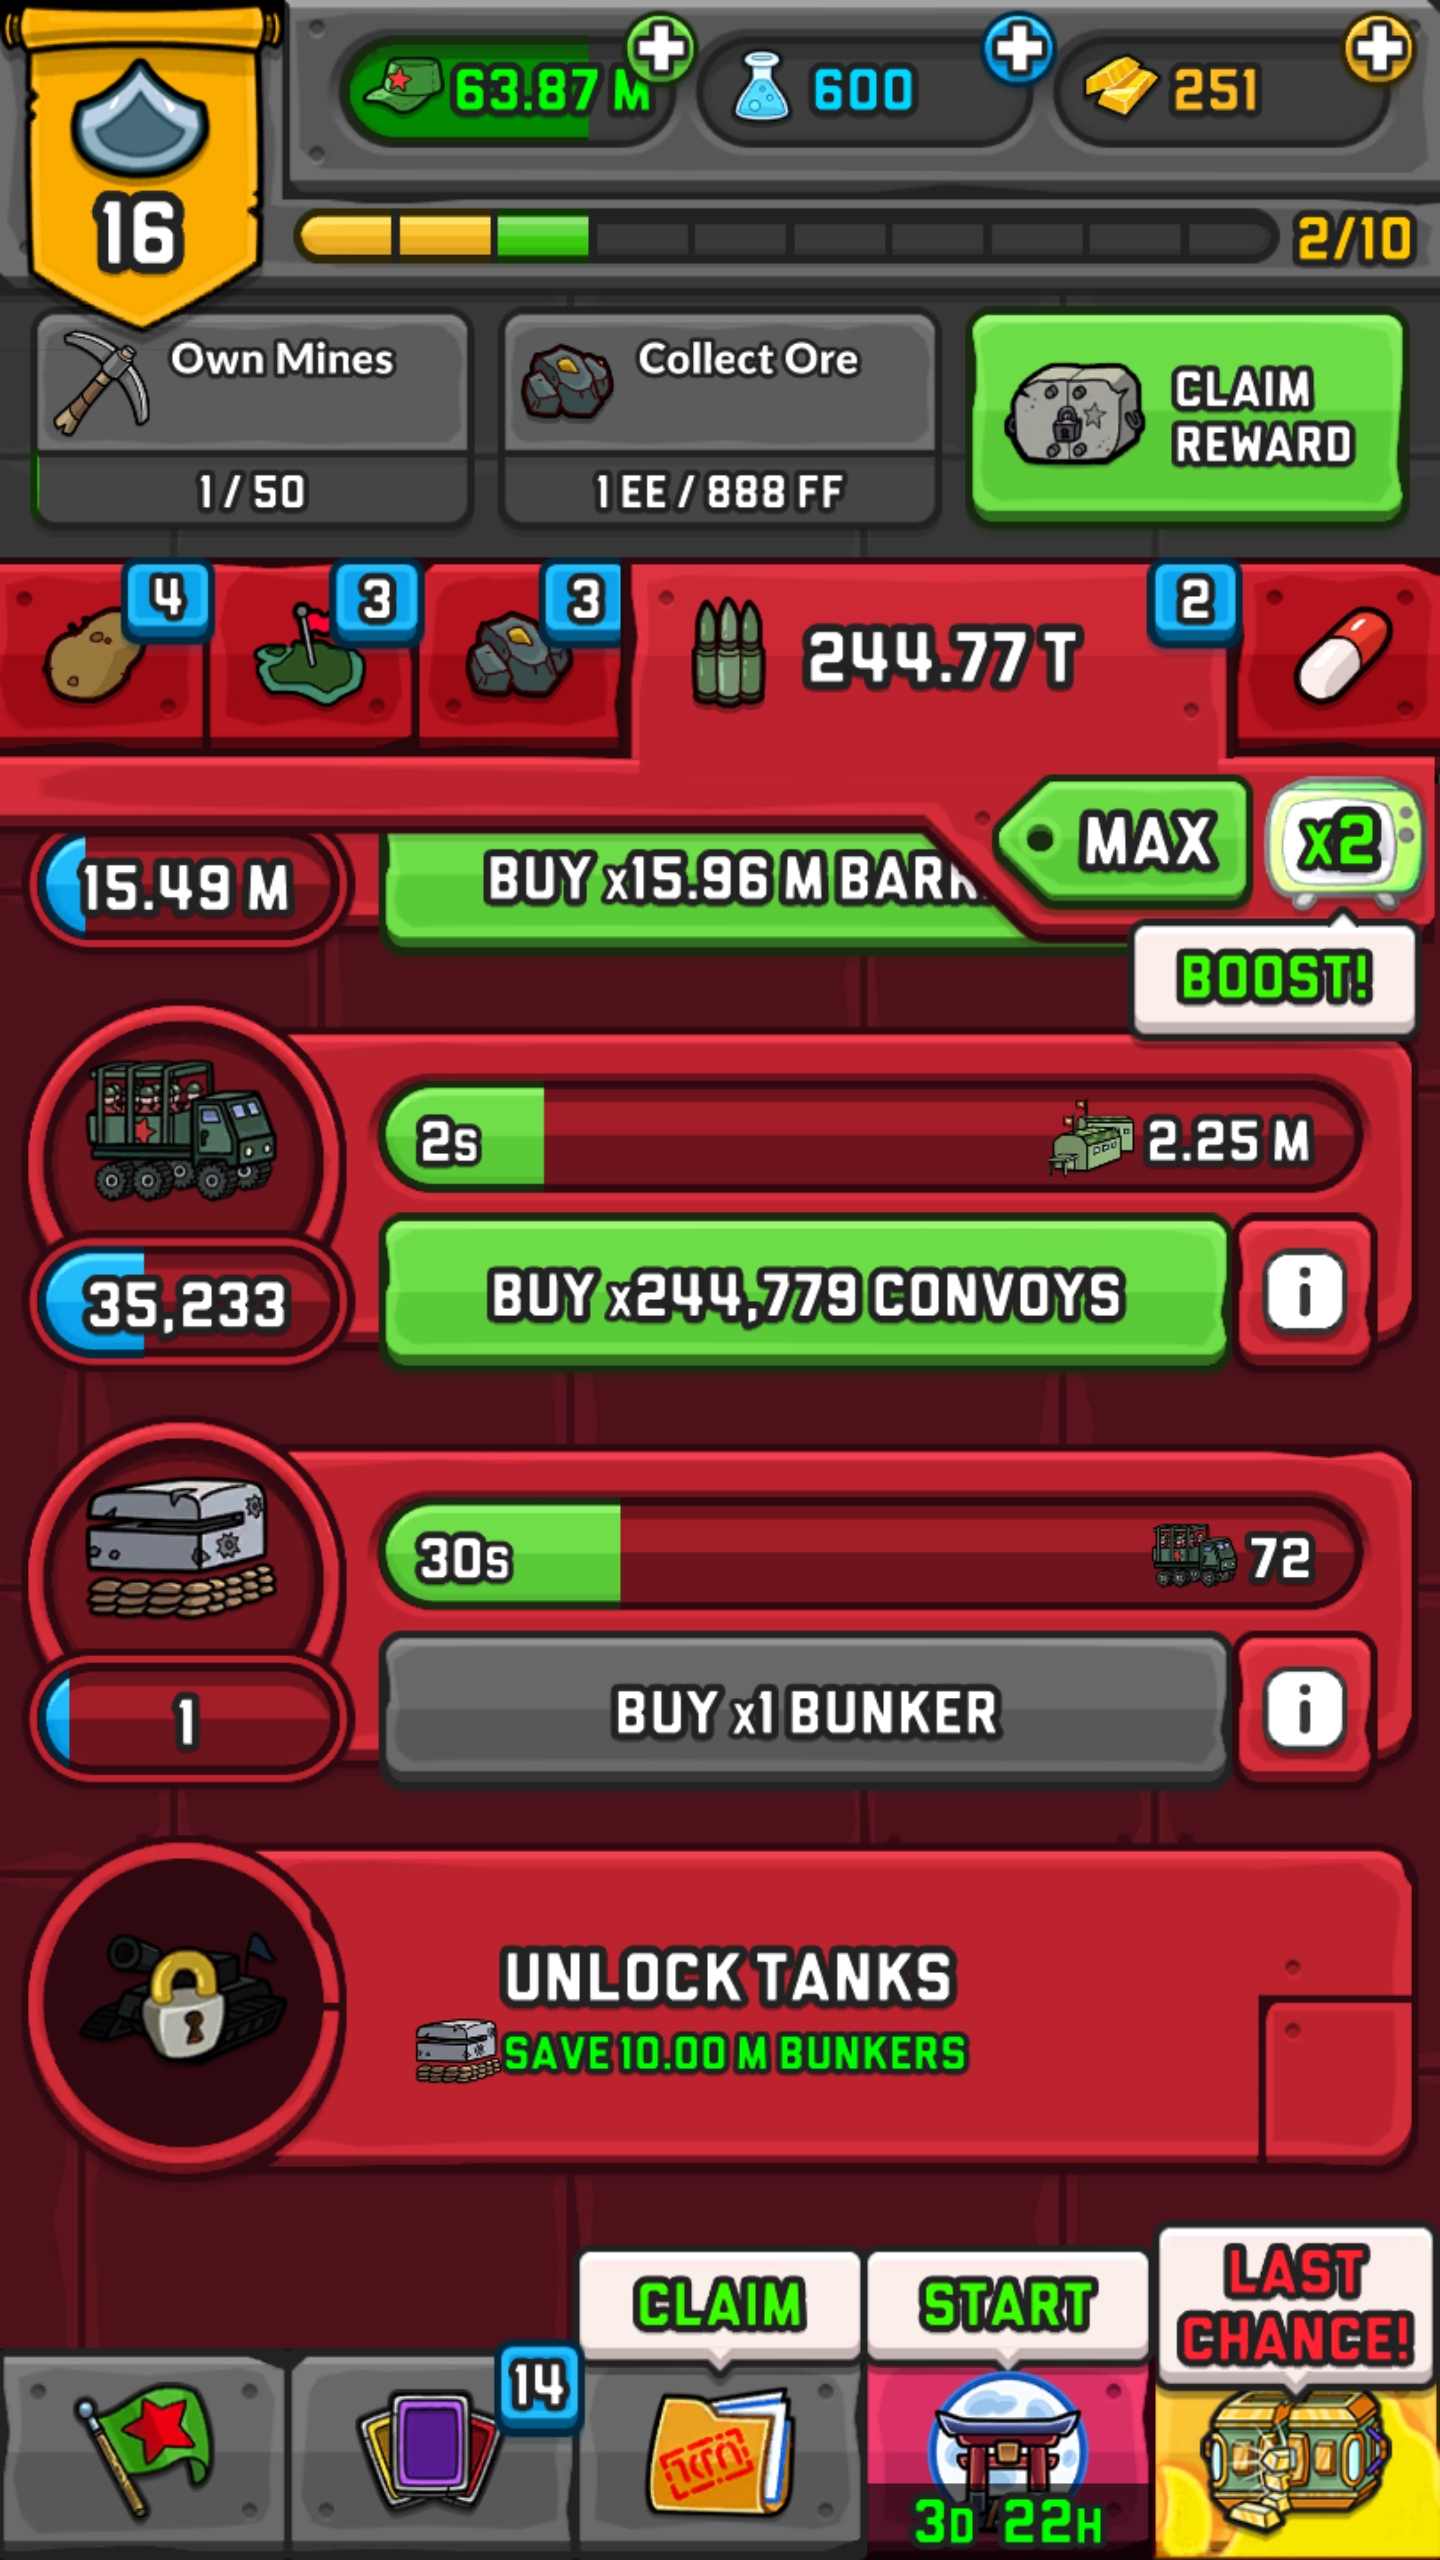 63.87 M
600
251
16
2/10
Own Mines
1 / 50
Collect Ore
1 EE / 888 FF
CLAIM
REWARD
4
3
3
244.77 T
2
MAX
x2
15.49 M
BUY x15.96 M BARR
BOOST!
2s
2.25 M
35,233
BUY x244,779 CONVOYS
i
30s
72
1
BUY x1 BUNKER
i
UNLOCK TANKS
SAVE 10.00 M BUNKERS
CLAIM
START
LAST
CHANCE!
14
3D 22H